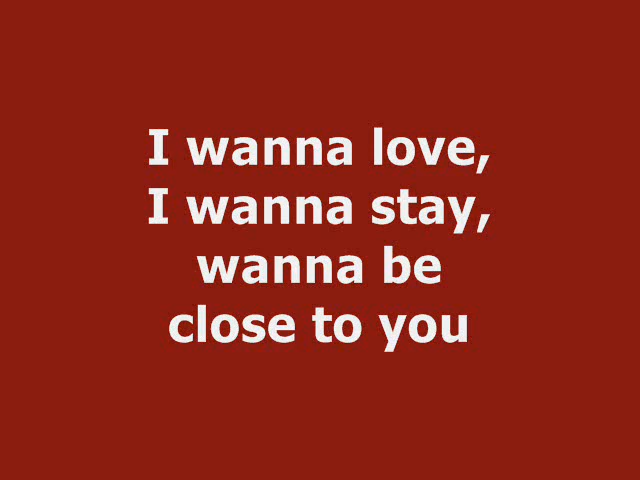 I wanna love,
I wanna stay,
wanna be
close to you